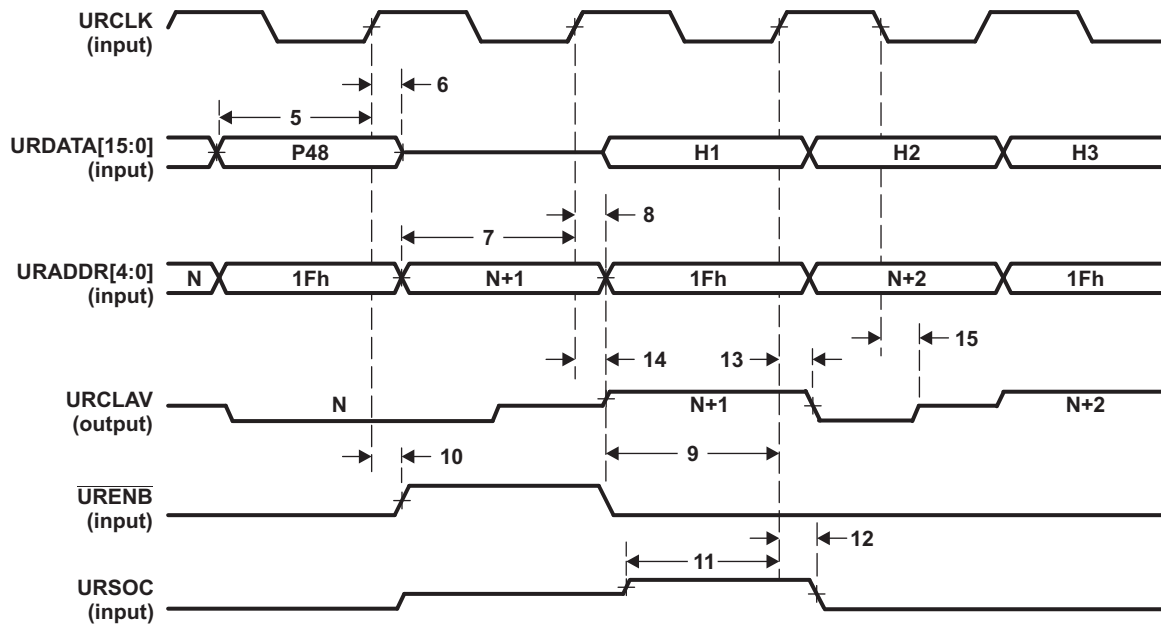 URCLK
(input)
6
5
URDATA[15:0]
(input)
P48 H1 H2 H3
8
7
URADDR[4:0]
(input)
N 1Fh N+1 1Fh N+2 1Fh
14 13 15
URCLAV
(output)
N N+1 N+2
10 9
URENB
(input)
12
11
URSOC
(input)